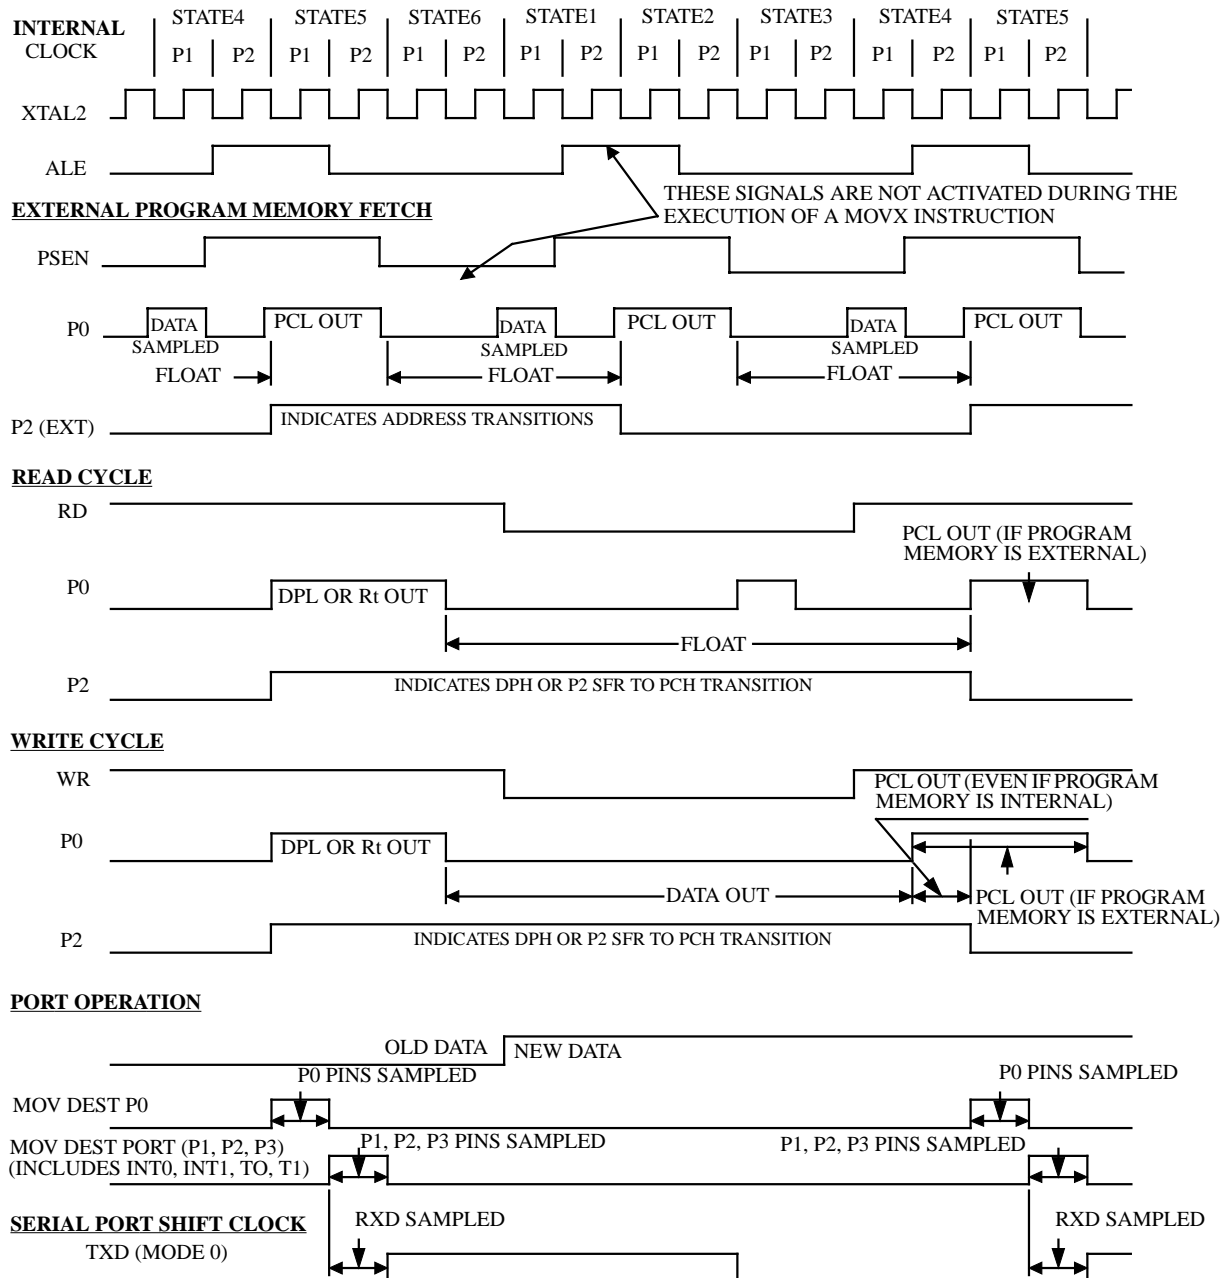 INTERNAL CLOCK
STATE4 STATE5 STATE6 STATE1 STATE2 STATE3 STATE4 STATE5
P1 P2 P1 P2 P1 P2 P1 P2 P1 P2 P1 P2 P1 P2 P1 P2
XTAL2
ALE
THESE SIGNALS ARE NOT ACTIVATED DURING THE
EXECUTION OF A MOVX INSTRUCTION
EXTERNAL PROGRAM MEMORY FETCH
PSEN
P0
DATA PCL OUT DATA PCL OUT DATA PCL OUT
SAMPLED SAMPLED SAMPLED
FLOAT FLOAT FLOAT
P2 (EXT)
INDICATES ADDRESS TRANSITIONS
READ CYCLE
RD
PCL OUT (IF PROGRAM
MEMORY IS EXTERNAL)
P0
DPL OR Rt OUT
FLOAT
P2
INDICATES DPH OR P2 SFR TO PCH TRANSITION
WRITE CYCLE
WR
PCL OUT (EVEN IF PROGRAM
MEMORY IS INTERNAL)
P0
DPL OR Rt OUT
DATA OUT
PCL OUT (IF PROGRAM
MEMORY IS EXTERNAL)
P2
INDICATES DPH OR P2 SFR TO PCH TRANSITION
PORT OPERATION
OLD DATA NEW DATA
P0 PINS SAMPLED P0 PINS SAMPLED
MOV DEST P0
MOV DEST PORT (P1, P2, P3)
(INCLUDES INT0, INT1, TO, T1)
P1, P2, P3 PINS SAMPLED P1, P2, P3 PINS SAMPLED
SERIAL PORT SHIFT CLOCK
RXD SAMPLED RXD SAMPLED
TXD (MODE 0)